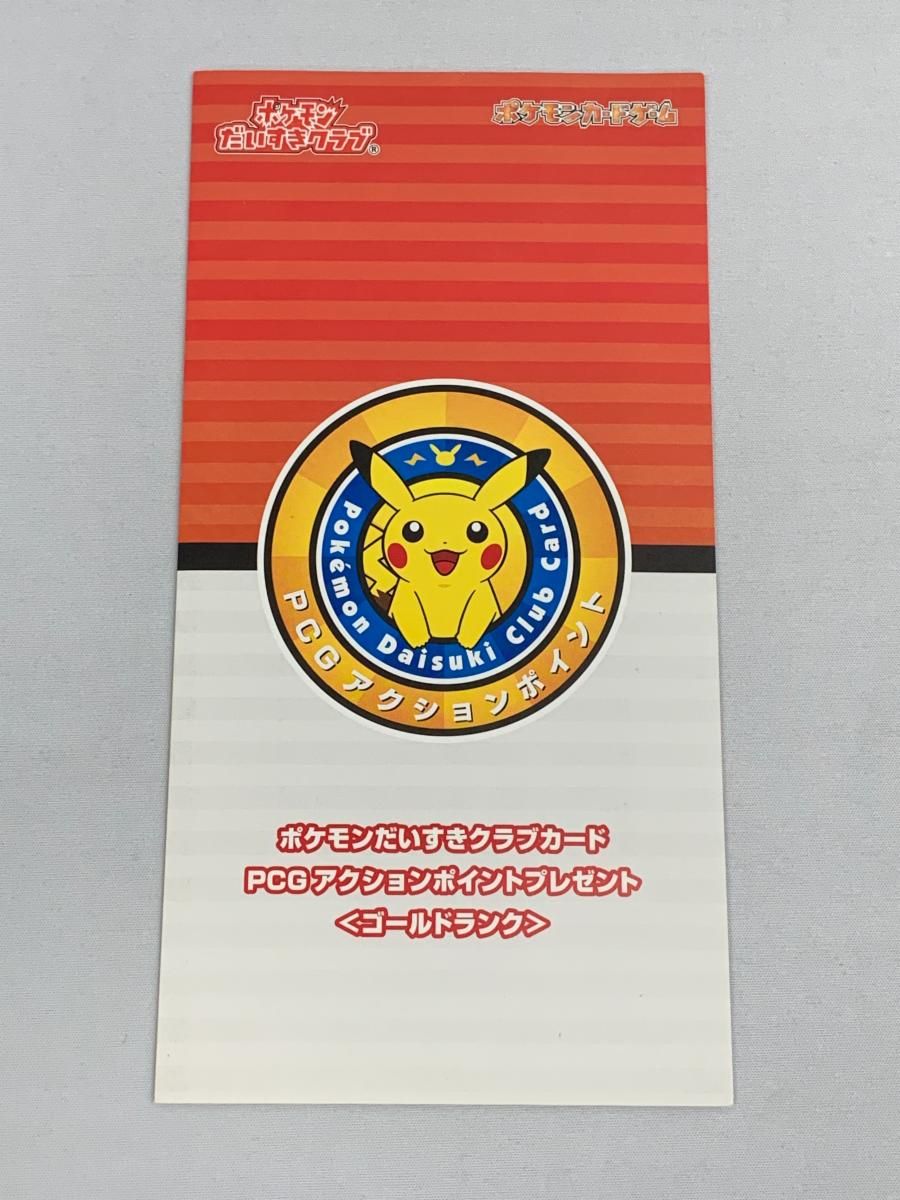 ポケモン
だいすきクラブ®
ポケモンカードゲーム
Pokémon Daisuki Club Card
PCGアクションポイント
ポケモンだいすきクラブカード
PCGアクションポイントプレゼント
<ゴールドランク>